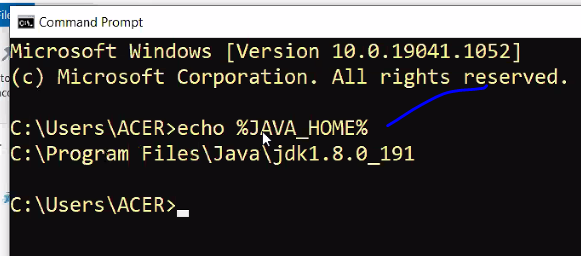 File
Command Prompt
Microsoft Windows [Version 10.0.19041.1052]
(c) Microsoft Corporation. All rights reserved.
C:\Users\ACER>echo %JAVA_HOME%
C:\Program Files\Java\jdk1.8.0_191
C:\Users\ACER>